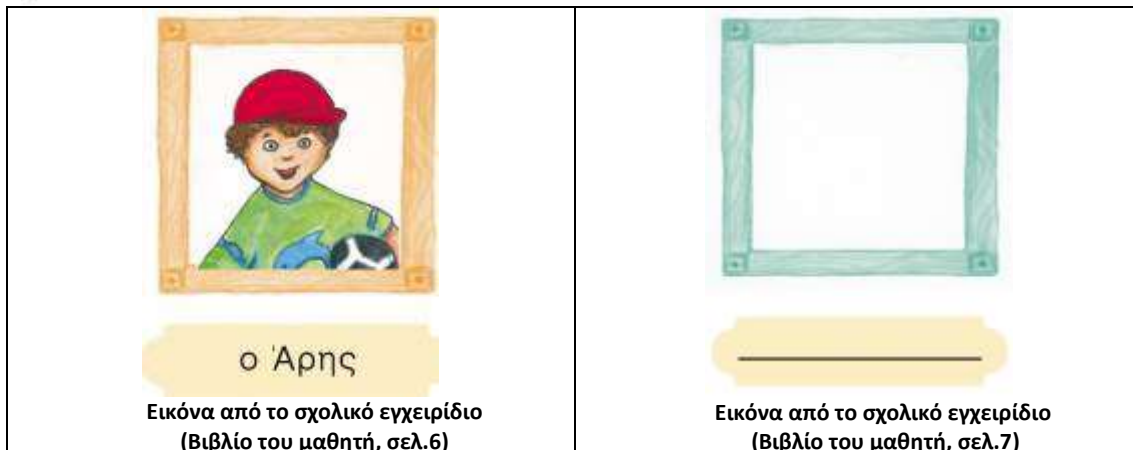 ο Άρης
Εικόνα από το σχολικό εγχειρίδιο
(Βιβλίο του μαθητή, σελ.6)
Εικόνα από το σχολικό εγχειρίδιο
(Βιβλίο του μαθητή, σελ.7)